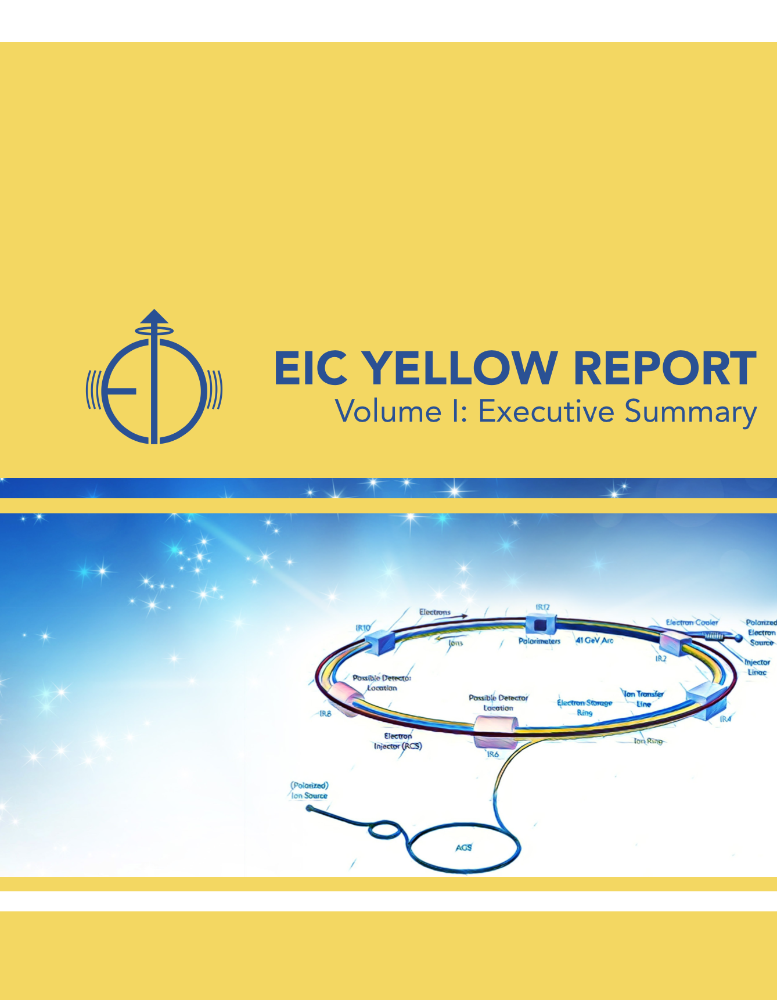 EIC YELLOW REPORT
Volume I: Executive Summary
IR12
Electrons
Electron Cooler
Polarized
Electron
Source
IR10
Ions
Polarimeters
41 GeV Arc
IR2
Injector
Linac
Possible Detector
Location
Possible Detector
Location
Electron Storage
Ring
Ion Transfer
Line
IR8
IR4
Electron
Injector (RCS)
Ion Ring
IR6
(Polarized)
Ion Source
AGS